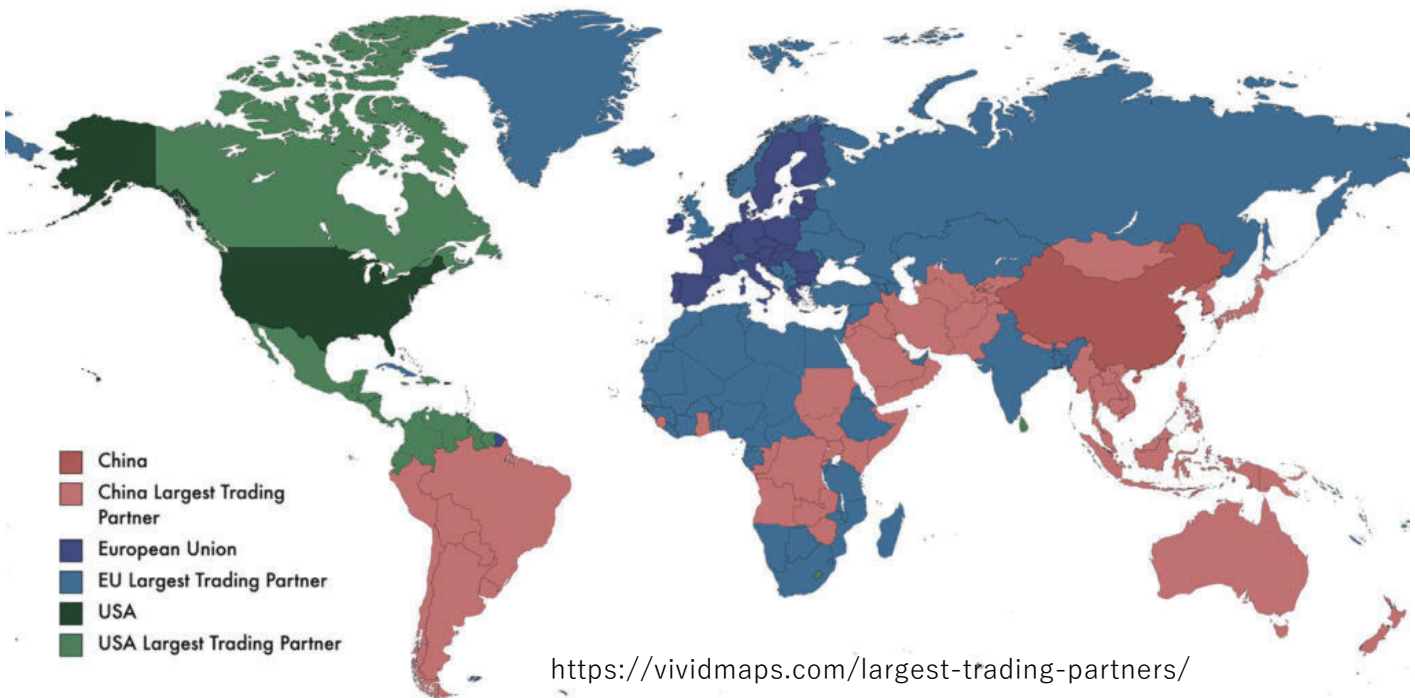 China
China Largest Trading
Partner
European Union
EU Largest Trading Partner
USA
USA Largest Trading Partner
https://vividmaps.com/largest-trading-partners/